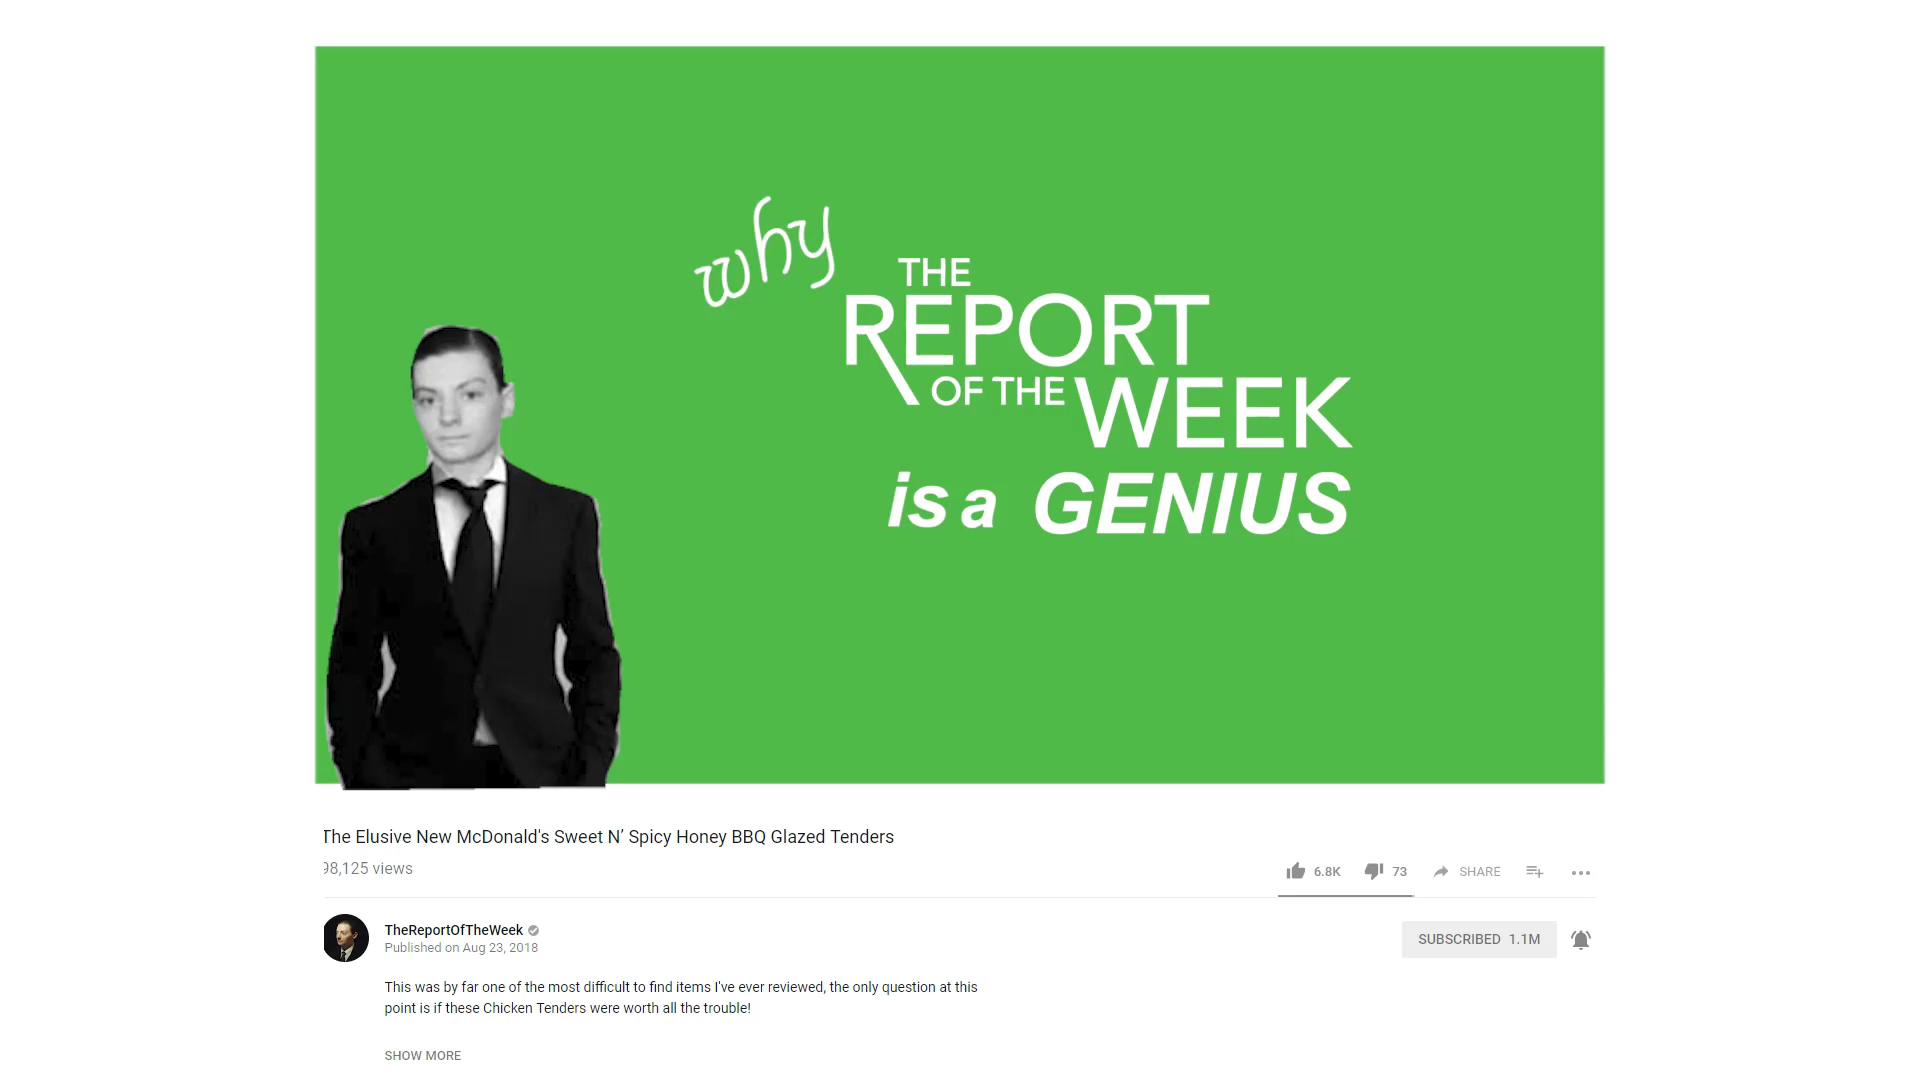 why
THE
REPORT
OF THE WEEK
is a GENIUS
The Elusive New McDonald's Sweet N’ Spicy Honey BBQ Glazed Tenders
98,125 views
6.8K 73 SHARE
TheReportOfTheWeek
Published on Aug 23, 2018
SUBSCRIBED 1.1M
This was by far one of the most difficult to find items I've ever reviewed, the only question at this
point is if these Chicken Tenders were worth all the trouble!
SHOW MORE